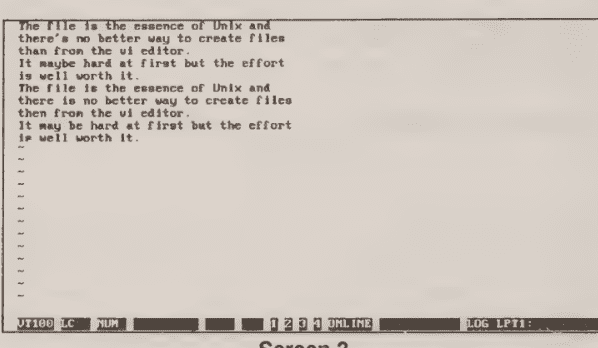 The file is the essence of Unix and
there's no better way to create files
than from the vi editor.
It maybe hard at first but the effort
is well worth it.
The file is the essence of Unix and
there is no better way to create files
then from the vi editor.
It may be hard at first but the effort
is well worth it.
~
~
~
~
~
~
~
~
~
~
~
~
~
VT100 LC NUM 1 2 3 4 ONLINE LOG LPT1: